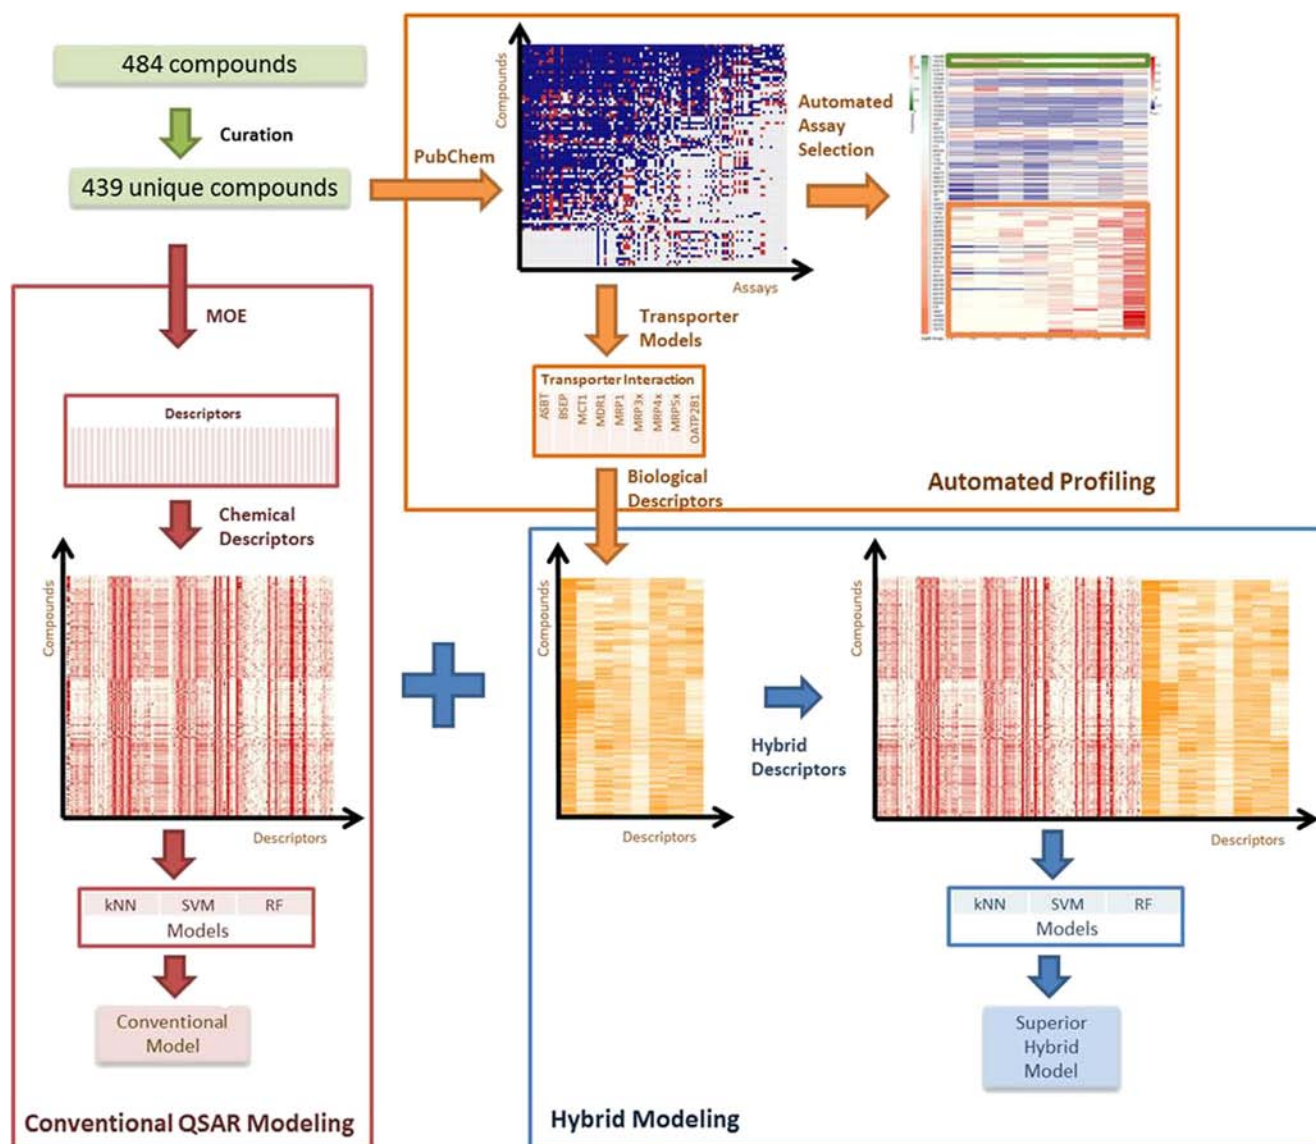 484 compounds
Curation
439 unique compounds
PubChem
Compounds
Assays
Automated
Assay
Selection
Transporter
Models
Transporter Interaction
ASBT
BSEP
MCT1
MDR1
MRP1
MRP3x
MRP4x
MRP5x
OATP2B1
Biological
Descriptors
Automated Profiling
MOE
Descriptors
Chemical
Descriptors
Compounds
Descriptors
kNN SVM RF
Models
Conventional
Model
Conventional QSAR Modeling
Compounds
Descriptors
Hybrid
Descriptors
Compounds
Descriptors
kNN SVM RF
Models
Superior
Hybrid
Model
Hybrid Modeling